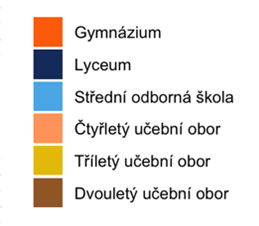 Gymnázium
Lyceum
Střední odborná škola
Čtyřletý učební obor
Tříletý učební obor
Dvouletý učební obor